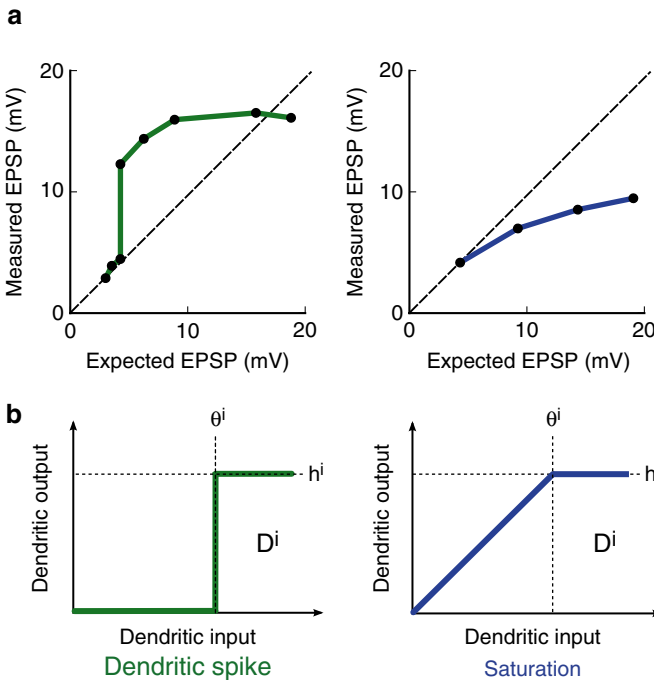 a
20
10
0
0
10
20
Measured EPSP (mV)
Expected EPSP (mV)
20
10
0
0
10
20
Measured EPSP (mV)
Expected EPSP (mV)
b
θⁱ
hⁱ
Dⁱ
Dendritic output
Dendritic input
Dendritic spike
θⁱ
h
Dⁱ
Dendritic output
Dendritic input
Saturation